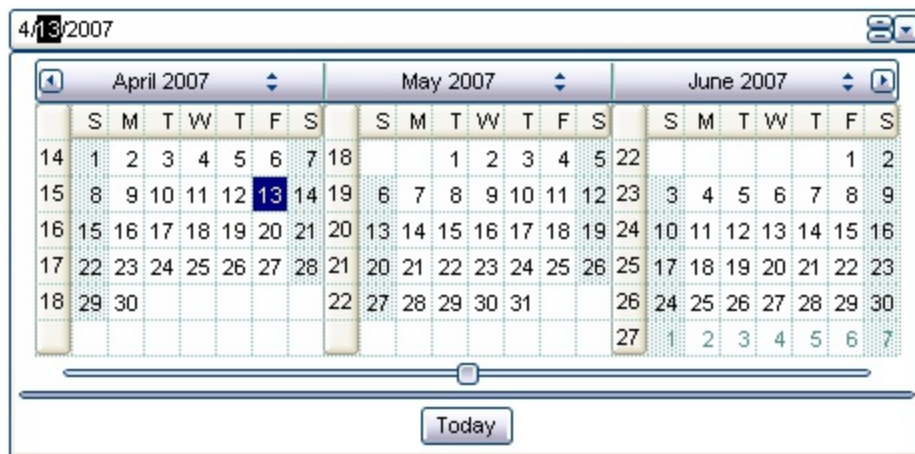 4/13/2007
April 2007 May 2007 June 2007
S M T W T F S S M T W T F S S M T W T F S
14 1 2 3 4 5 6 7 18 1 2 3 4 5 22 1 2
15 8 9 10 11 12 13 14 19 6 7 8 9 10 11 12 23 3 4 5 6 7 8 9
16 15 16 17 18 19 20 21 20 13 14 15 16 17 18 19 24 10 11 12 13 14 15 16
17 22 23 24 25 26 27 28 21 20 21 22 23 24 25 26 25 17 18 19 20 21 22 23
18 29 30 22 27 28 29 30 31 26 24 25 26 27 28 29 30
27 1 2 3 4 5 6 7
Today